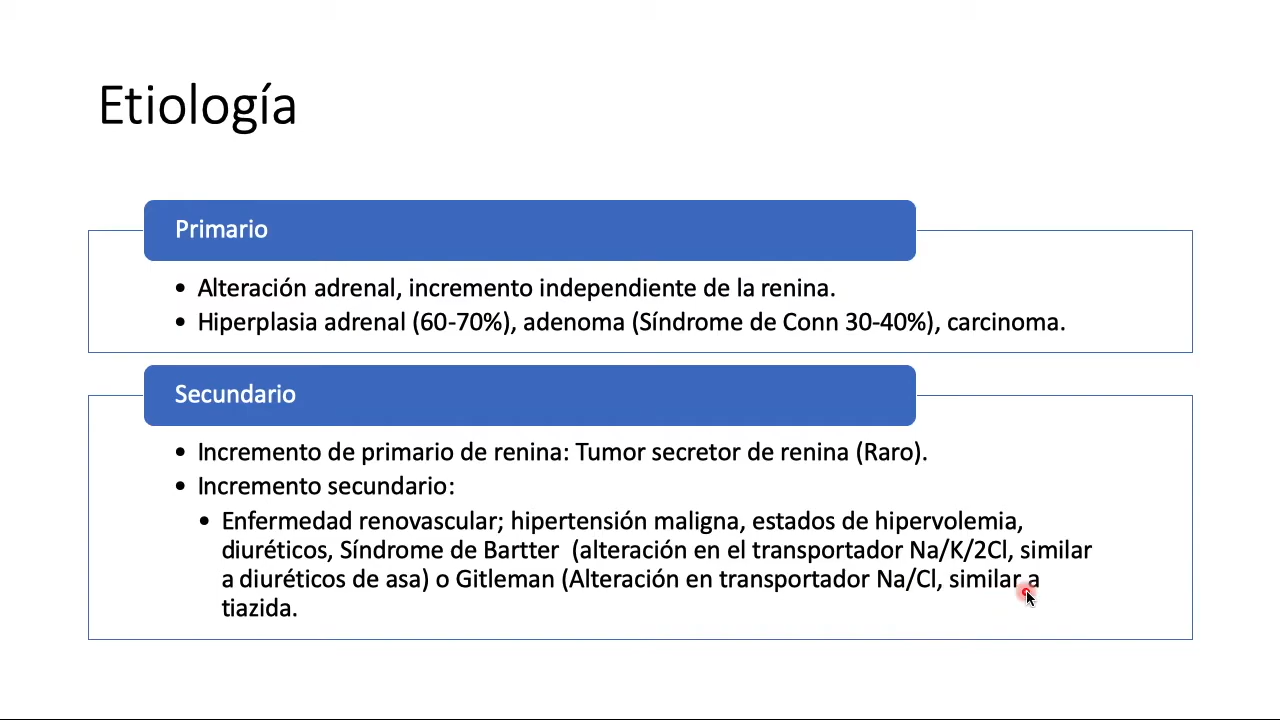 Etiología
Primario
• Alteración adrenal, incremento independiente de la renina.
• Hiperplasia adrenal (60-70%), adenoma (Síndrome de Conn 30-40%), carcinoma.
Secundario
• Incremento de primario de renina: Tumor secretor de renina (Raro).
• Incremento secundario:
• Enfermedad renovascular; hipertensión maligna, estados de hipervolemia,
diuréticos, Síndrome de Bartter (alteración en el transportador Na/K/2Cl, similar
a diuréticos de asa) o Gitleman (Alteración en transportador Na/Cl, similar a
tiazida.